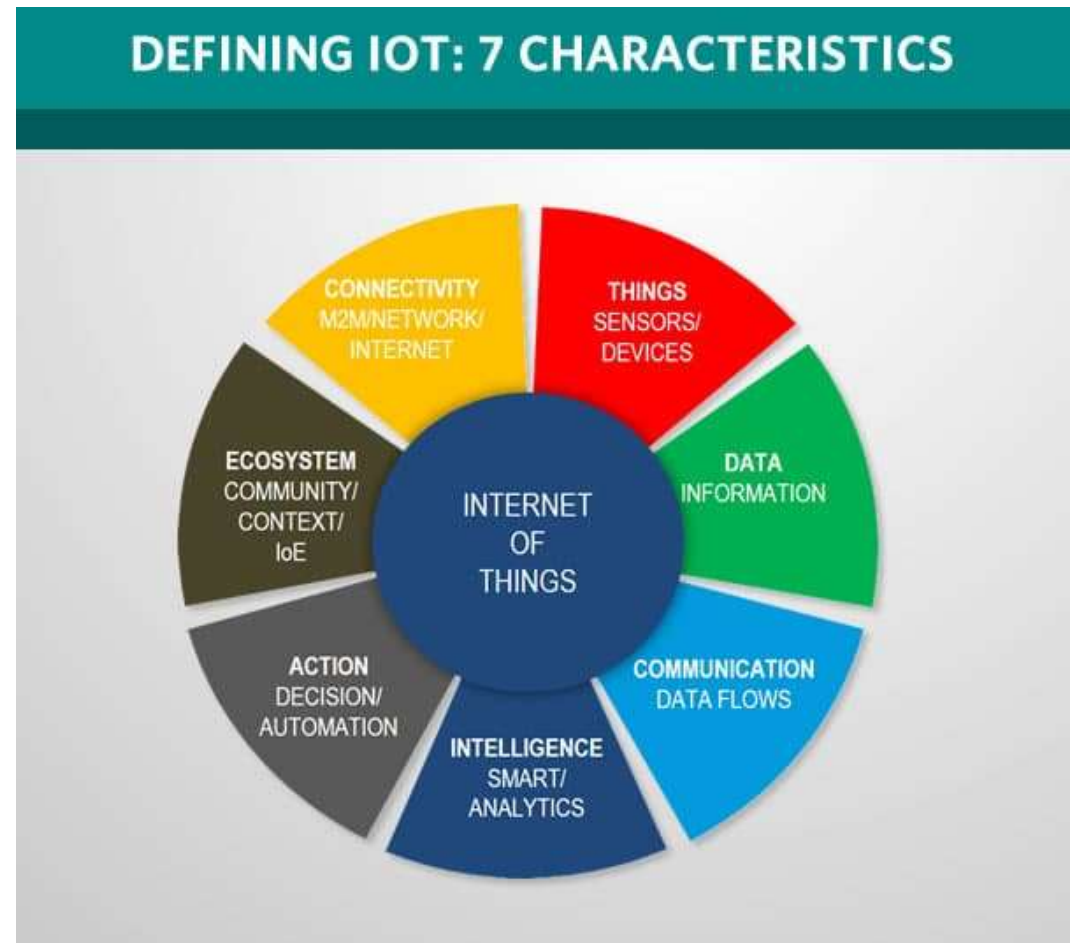 DEFINING IOT: 7 CHARACTERISTICS
CONNECTIVITY
M2M/NETWORK/
INTERNET
THINGS
SENSORS/
DEVICES
DATA
INFORMATION
COMMUNICATION
DATA FLOWS
INTELLIGENCE
SMART/
ANALYTICS
ACTION
DECISION/
AUTOMATION
ECOSYSTEM
COMMUNITY/
CONTEXT/
IoE
INTERNET
OF
THINGS